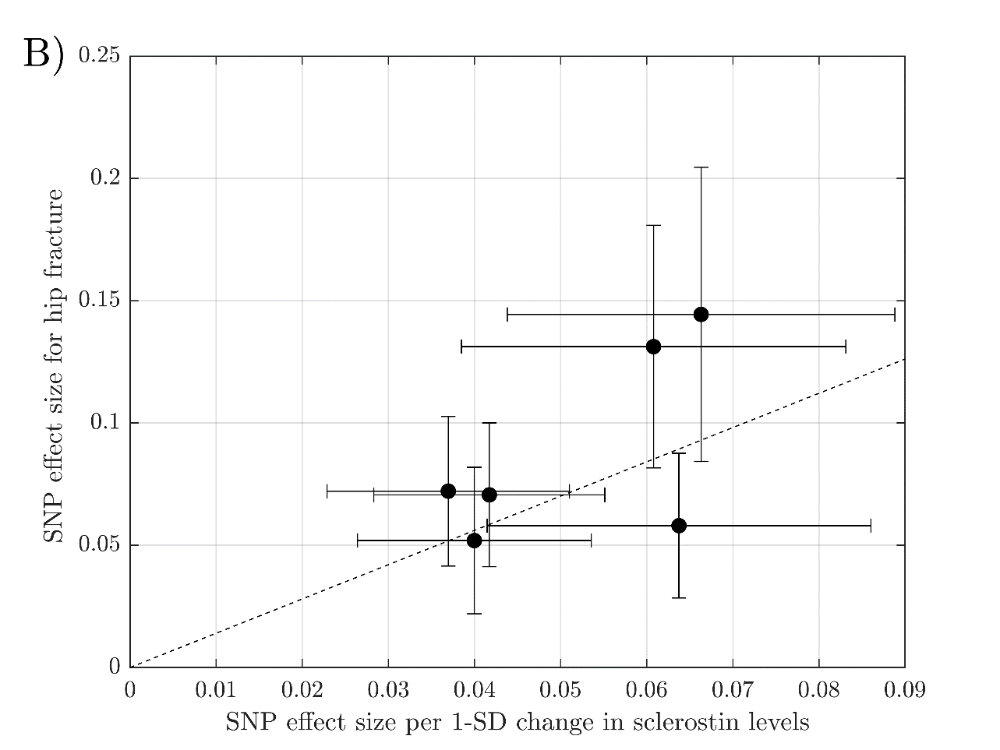 B)
0.25
0.2
0.15
0.1
0.05
0
SNP effect size for hip fracture
0 0.01 0.02 0.03 0.04 0.05 0.06 0.07 0.08 0.09
SNP effect size per 1-SD change in sclerostin levels